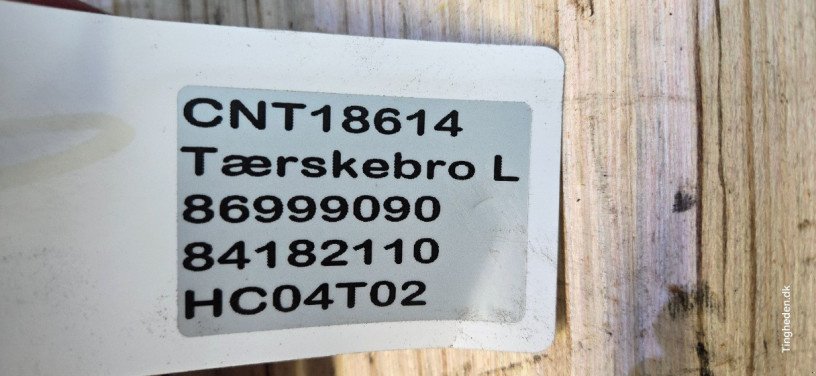 CNT18614
Tærskebro L
86999090
84182110
HC04T02
Tingheden.dk